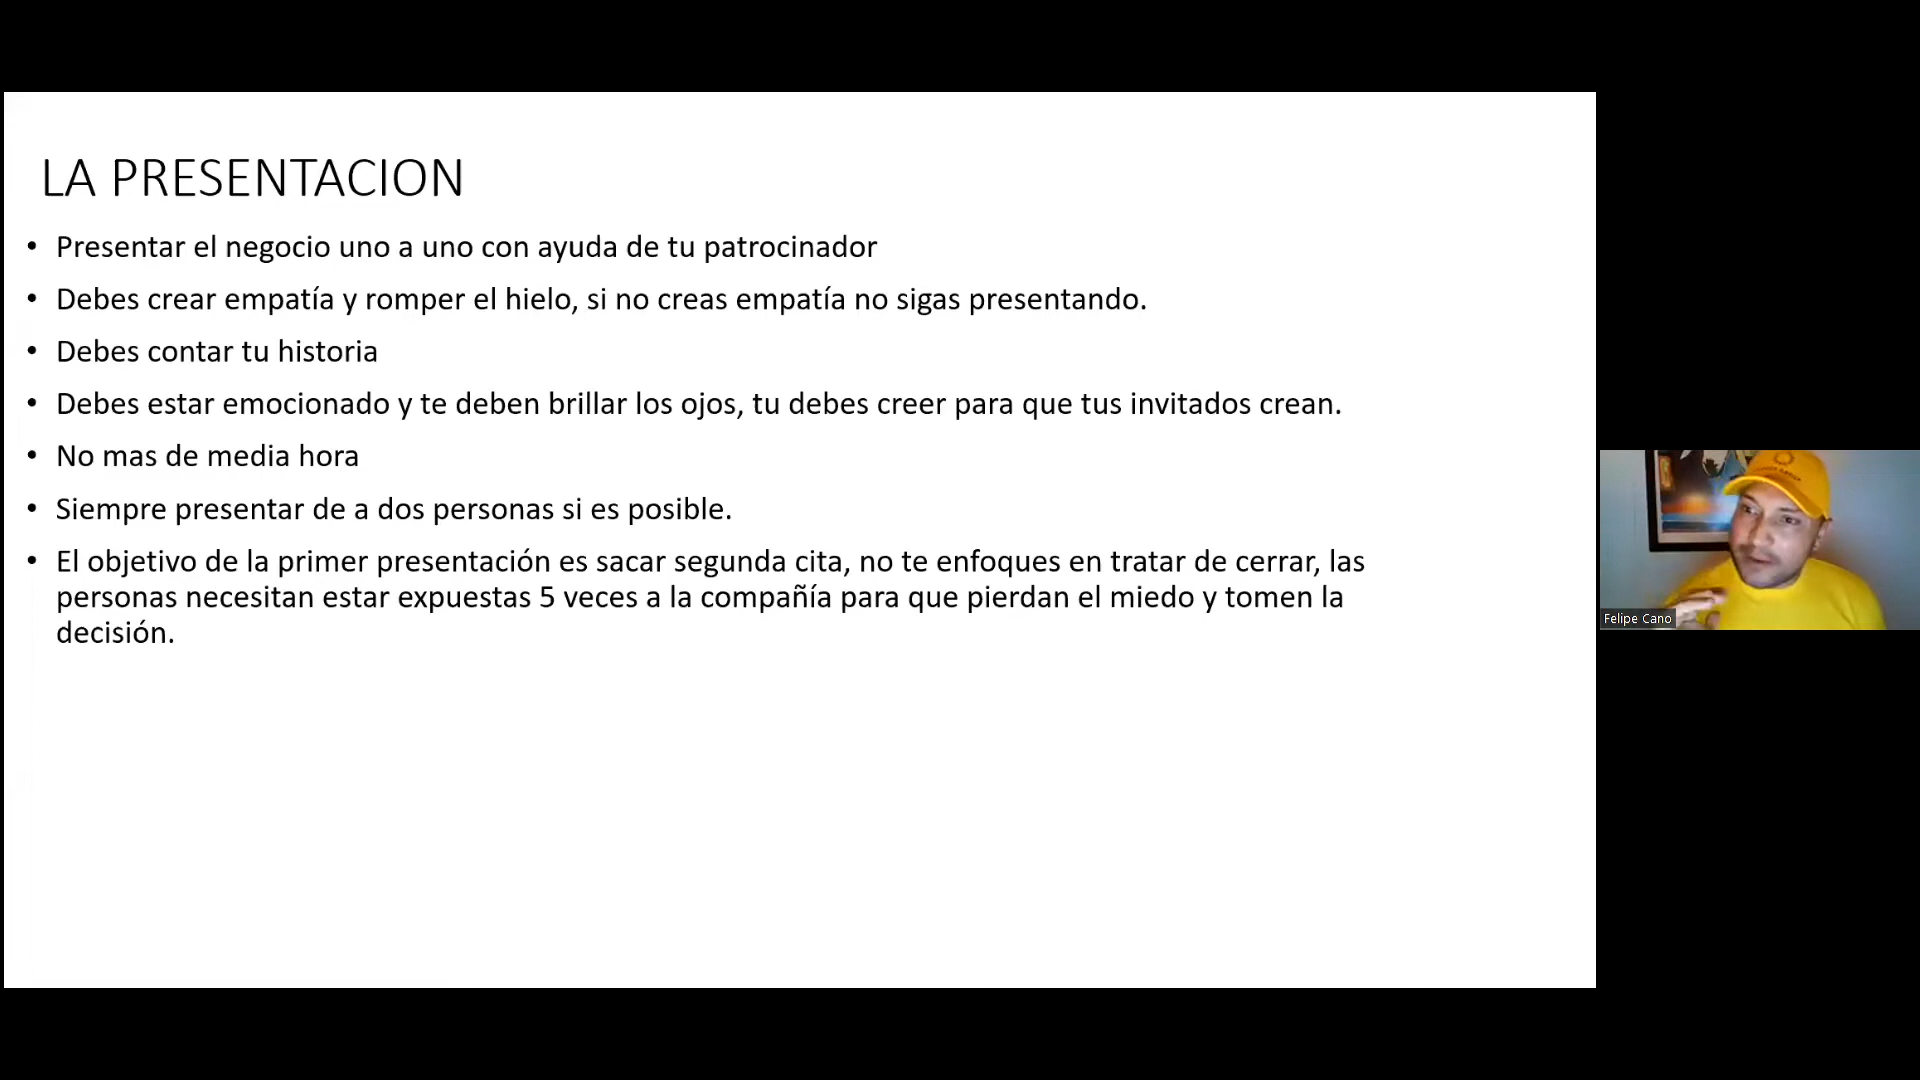 LA PRESENTACION
• Presentar el negocio uno a uno con ayuda de tu patrocinador
• Debes crear empatía y romper el hielo, si no creas empatía no sigas presentando.
• Debes contar tu historia
• Debes estar emocionado y te deben brillar los ojos, tu debes creer para que tus invitados crean.
• No mas de media hora
• Siempre presentar de a dos personas si es posible.
• El objetivo de la primer presentación es sacar segunda cita, no te enfoques en tratar de cerrar, las
personas necesitan estar expuestas 5 veces a la compañía para que pierdan el miedo y tomen la
decisión.
Felipe Cano